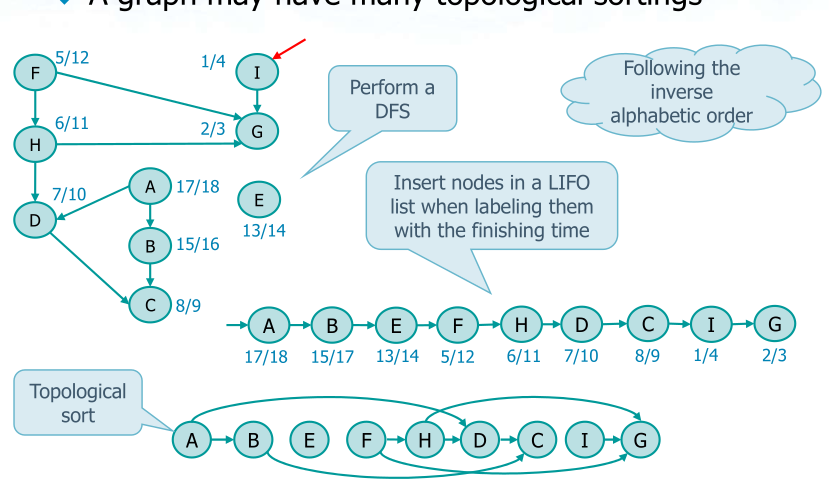 A graph may have many topological sortings
F 5/12
1/4 I
Perform a
DFS
Following the
inverse
alphabetic order
H 6/11
2/3 G
7/10
D
A 17/18
E
13/14
Insert nodes in a LIFO
list when labeling them
with the finishing time
B 15/16
C 8/9
A B E F H D C I G
17/18 15/17 13/14 5/12 6/11 7/10 8/9 1/4 2/3
Topological
sort
A B E F H D C I G